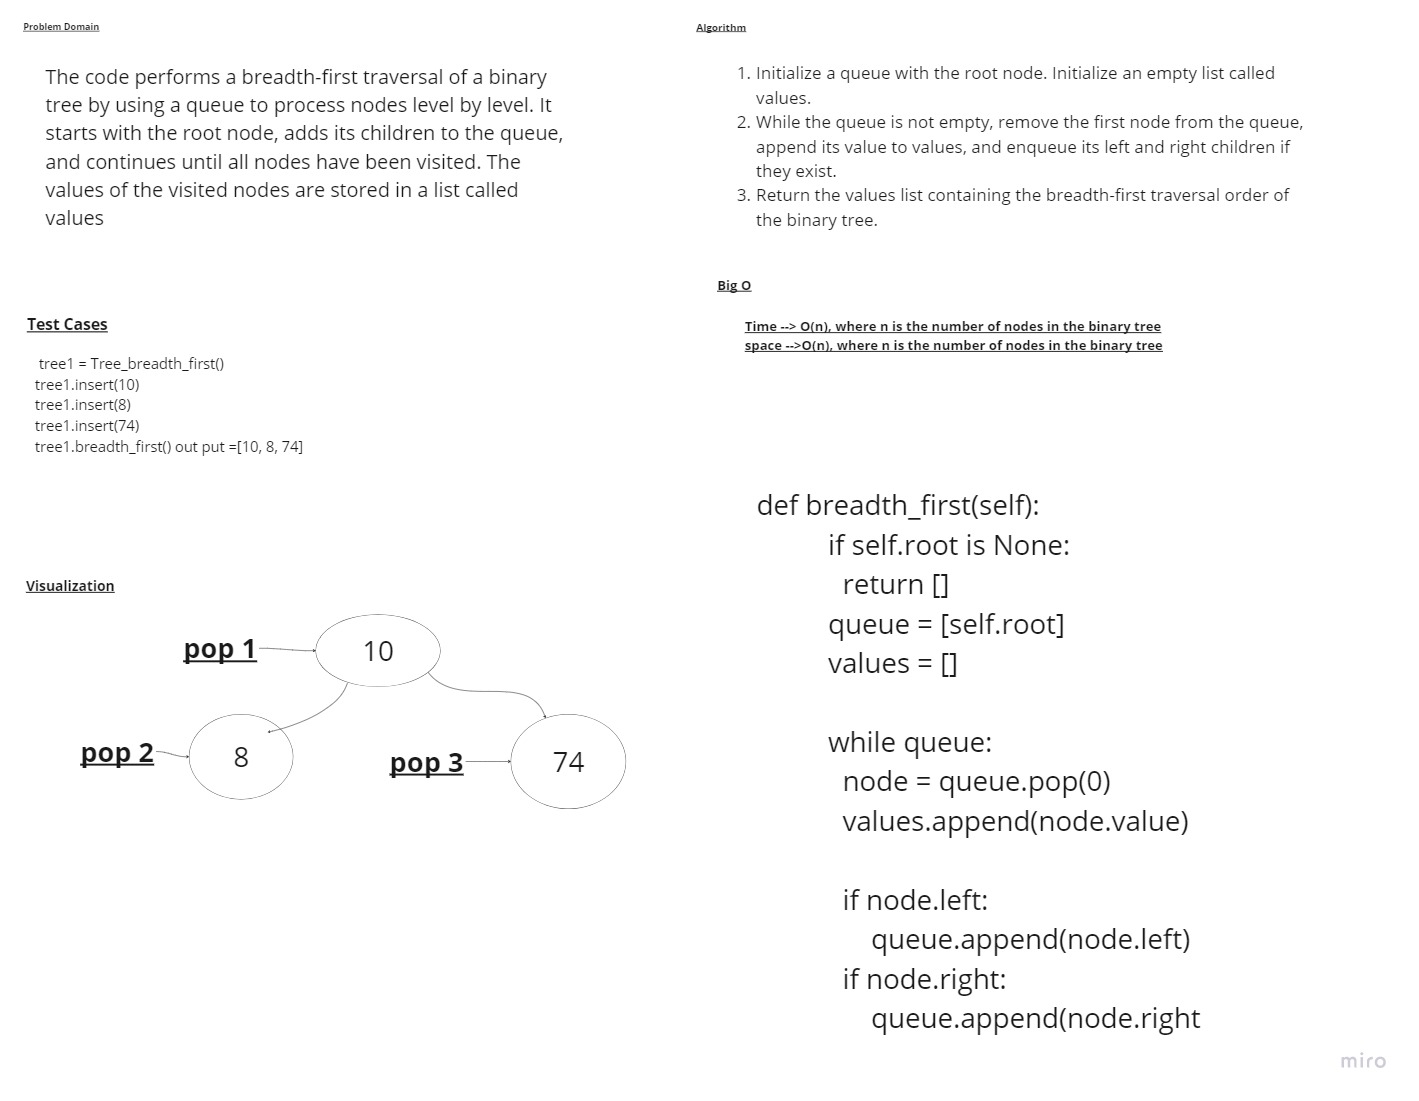 Problem Domain
The code performs a breadth-first traversal of a binary
tree by using a queue to process nodes level by level. It
starts with the root node, adds its children to the queue,
and continues until all nodes have been visited. The
values of the visited nodes are stored in a list called
values
Test Cases
tree1 = Tree_breadth_first()
tree1.insert(10)
tree1.insert(8)
tree1.insert(74)
tree1.breadth_first() out put =[10, 8, 74]
Visualization
pop 1
10
pop 2
8
pop 3
74
Algorithm
1. Initialize a queue with the root node. Initialize an empty list called
values.
2. While the queue is not empty, remove the first node from the queue,
append its value to values, and enqueue its left and right children if
they exist.
3. Return the values list containing the breadth-first traversal order of
the binary tree.
Big O
Time --> O(n), where n is the number of nodes in the binary tree
space -->O(n), where n is the number of nodes in the binary tree
def breadth_first(self):
if self.root is None:
return []
queue = [self.root]
values = []
while queue:
node = queue.pop(0)
values.append(node.value)
if node.left:
queue.append(node.left)
if node.right:
queue.append(node.right
miro